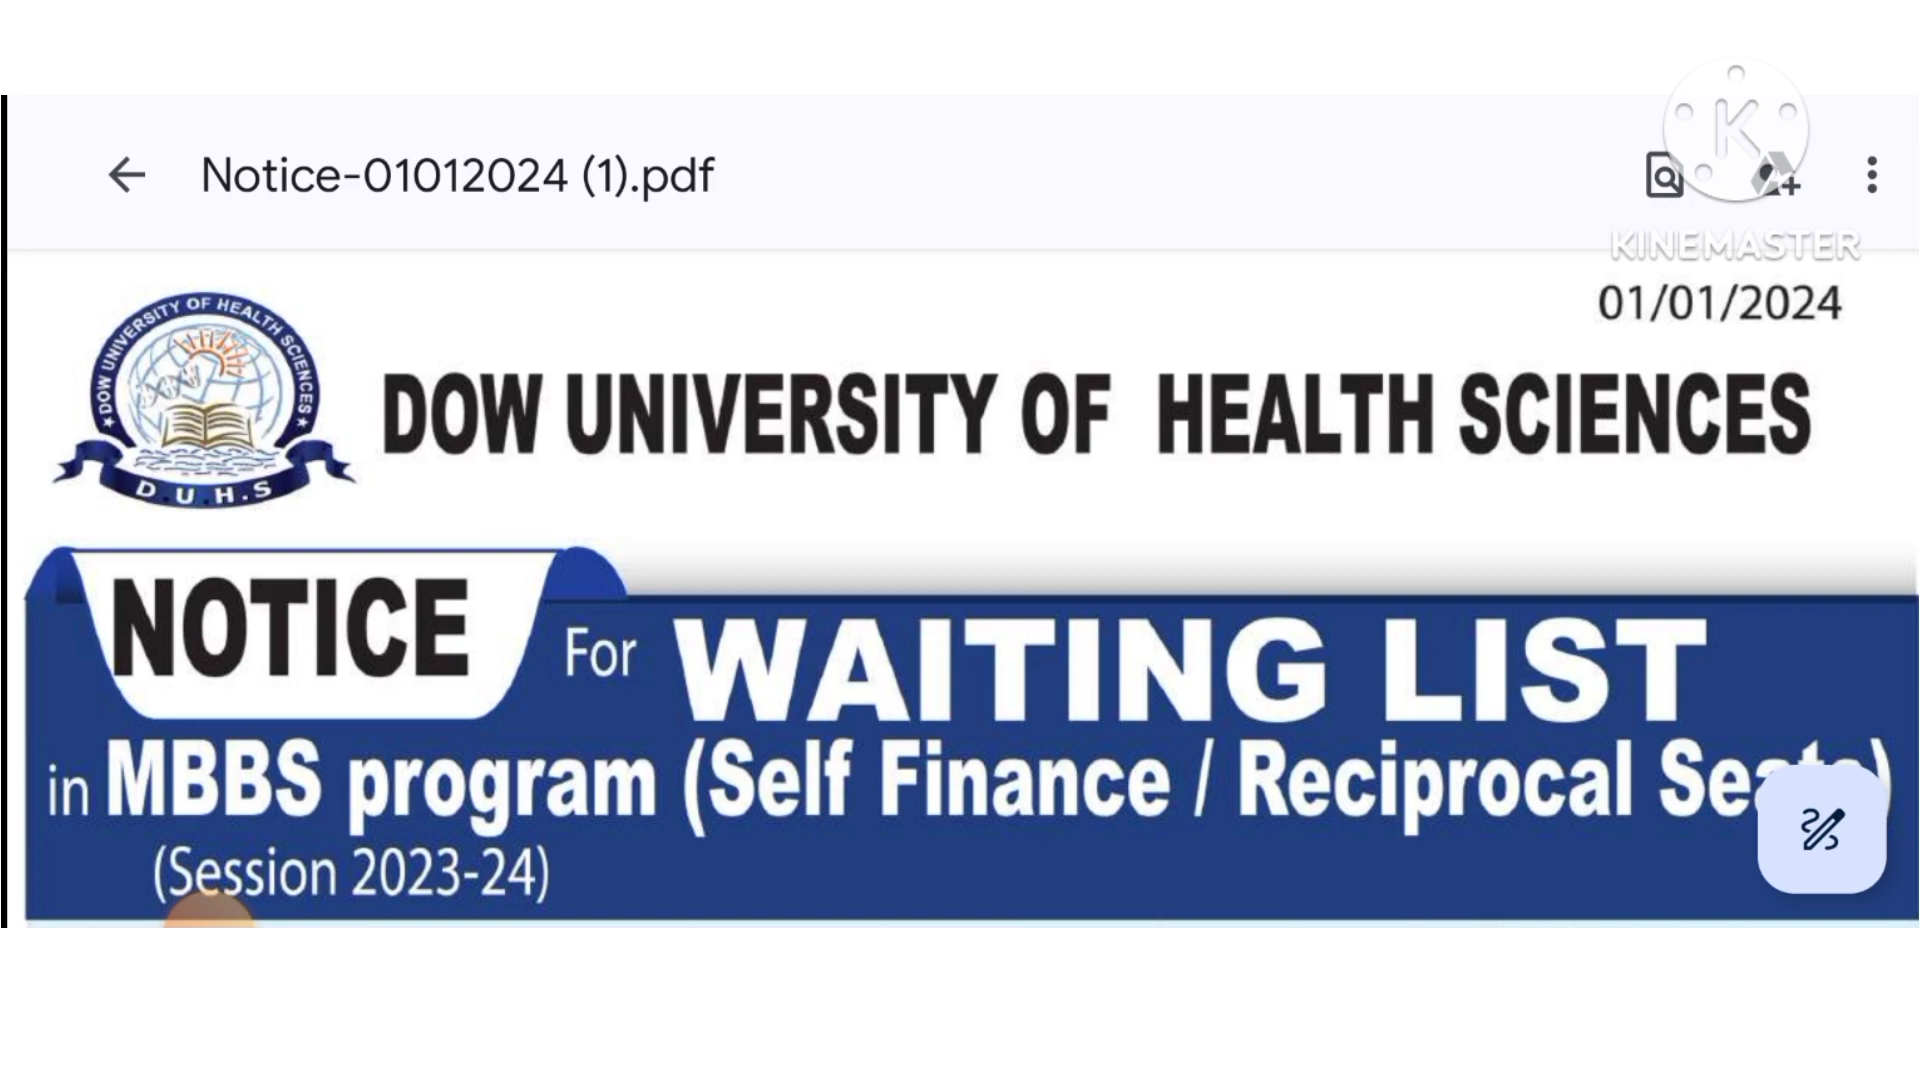 Notice-01012024 (1).pdf
KINEMASTER
01/01/2024
DOW UNIVERSITY OF HEALTH SCIENCES
D.U.H.S
DOW UNIVERSITY OF HEALTH SCIENCES
NOTICE For WAITING LIST
in MBBS program (Self Finance / Reciprocal
(Session 2023-24)